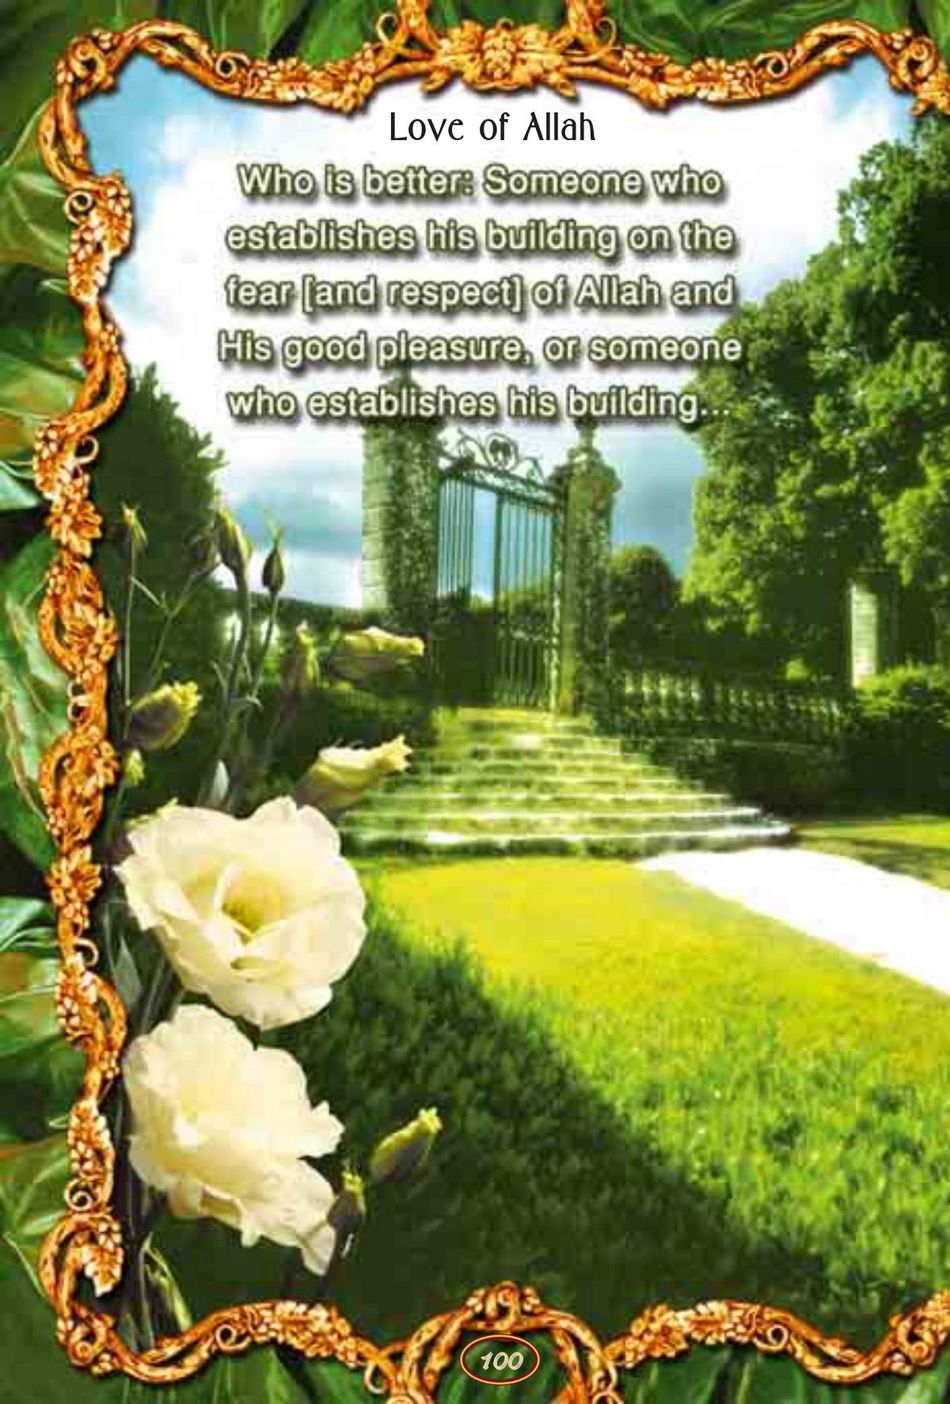 Love of Allah
Who is better: Someone who
establishes his building on the
fear [and respect] of Allah and
His good pleasure, or someone
who establishes his building...
100